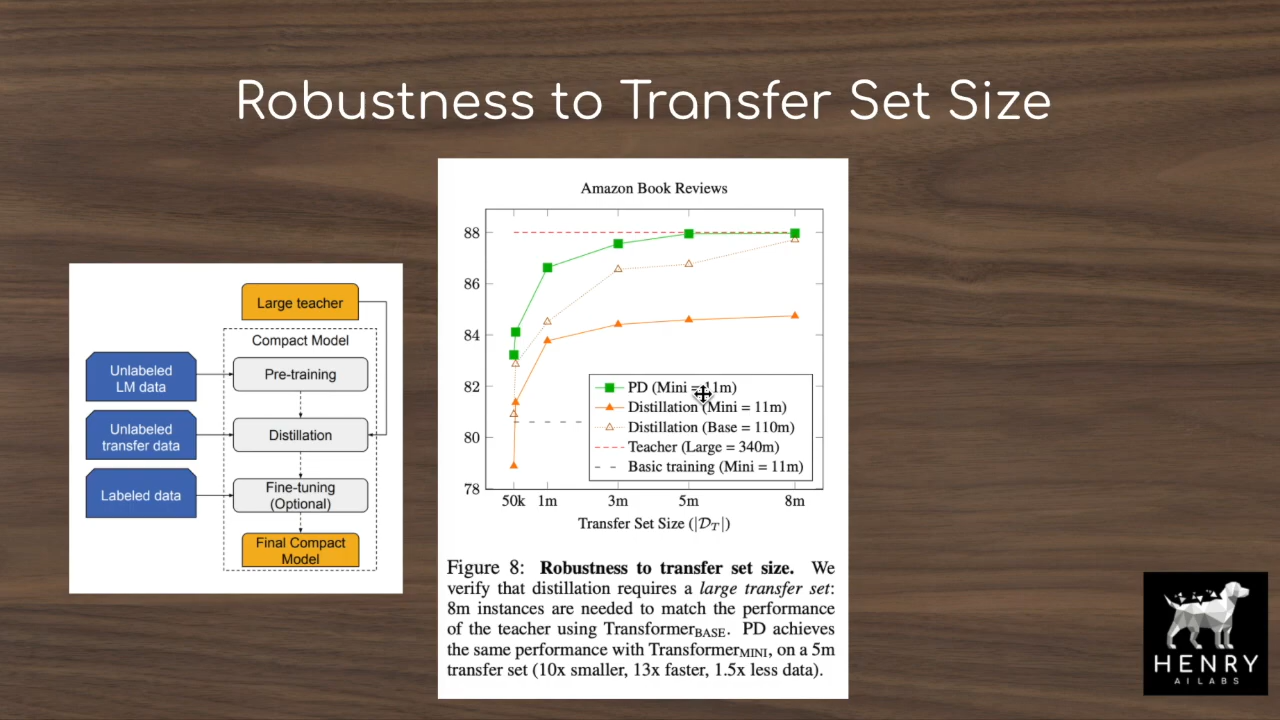 Robustness to Transfer Set Size
Large teacher
Compact Model
Unlabeled
LM data
Pre-training
Unlabeled
transfer data
Distillation
Labeled data
Fine-tuning
(Optional)
Final Compact
Model
Amazon Book Reviews
88
86
84
82
80
78
PD (Mini = 11m)
Distillation (Mini = 11m)
Distillation (Base = 110m)
Teacher (Large = 340m)
Basic training (Mini = 11m)
50k 1m 3m 5m 8m
Transfer Set Size (|𝒟T|)
Figure 8: Robustness to transfer set size. We
verify that distillation requires a large transfer set:
8m instances are needed to match the performance
of the teacher using TransformerBASE. PD achieves
the same performance with TransformerMINI, on a 5m
transfer set (10x smaller, 13x faster, 1.5x less data).
HENRY
AI LABS